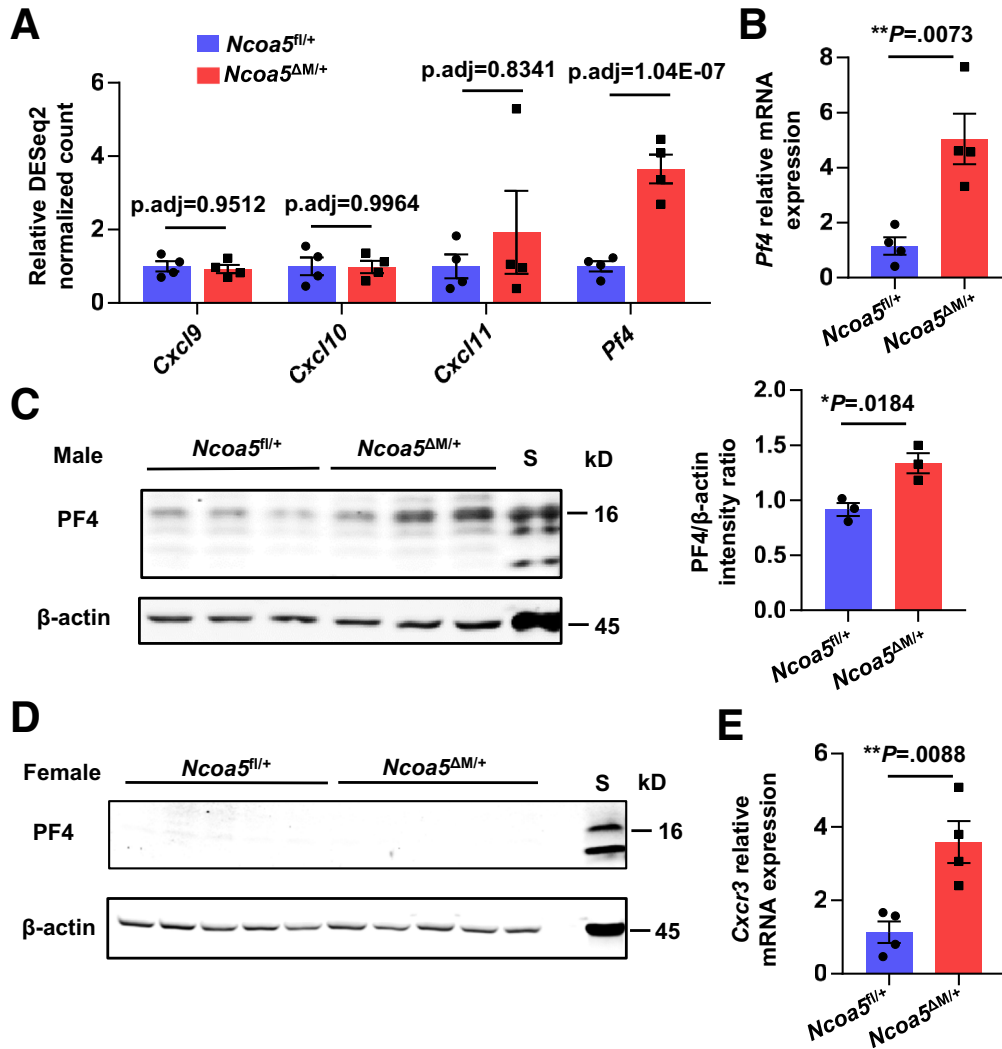 A
Ncoa5fl/+
Ncoa5ΔM/+
Relative DESeq2
normalized count
6
4
2
0
p.adj=0.9512
p.adj=0.9964
p.adj=0.8341
p.adj=1.04E-07
Cxcl9
Cxcl10
Cxcl11
Pf4
B
**P=.0073
Pf4 relative mRNA
expression
8
6
4
2
0
Ncoa5fl/+
Ncoa5ΔM/+
C
Male
Ncoa5fl/+
Ncoa5ΔM/+
S
kD
PF4
16
β-actin
45
*P=.0184
PF4/β-actin
intensity ratio
2.0
1.5
1.0
0.5
0.0
Ncoa5fl/+
Ncoa5ΔM/+
D
Female
Ncoa5fl/+
Ncoa5ΔM/+
S
kD
PF4
16
β-actin
45
E
**P=.0088
Cxcr3 relative
mRNA expression
6
4
2
0
Ncoa5fl/+
Ncoa5ΔM/+